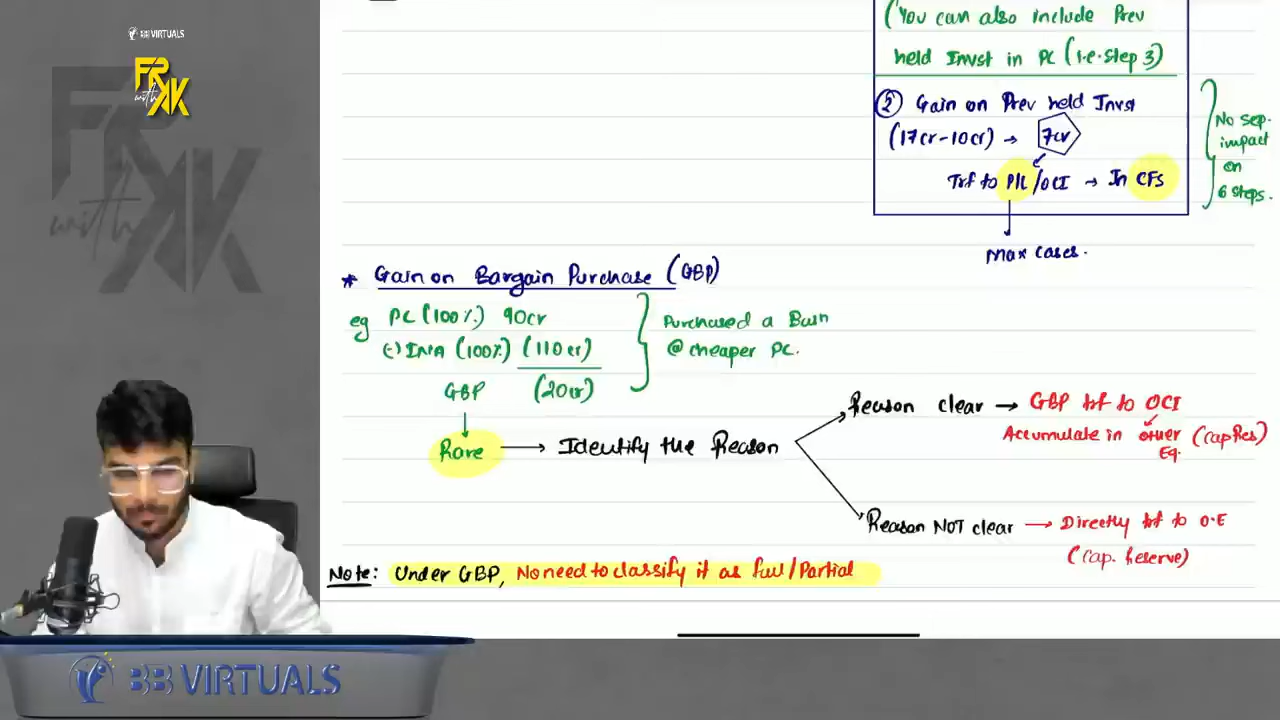 BB VIRTUALS
FR
with
AK
FR
with
AK
(You can also include Prev
held Invst in PC (i.e. Step 3)
② Gain on Prev held Invst
(17cr-10cr) → 7cr
Trf to P/L/OCI → In CFS
Max cases.
No sep.
impact
on
6 steps.
* Gain on Bargain Purchase (GBP)
eg PC (100%) 90cr
(-) INA (100%) (110cr)
GBP (20cr)
Purchased a Busn
@ cheaper PC.
Rare → Identify the Reason
Reason clear → GBP trf to OCI
Accumulate in other (Cap Res)
Eq.
Reason NOT clear → Directly trf to O.E
(Cap. Reserve)
Note: Under GBP, No need to classify it as full/Partial
BB VIRTUALS